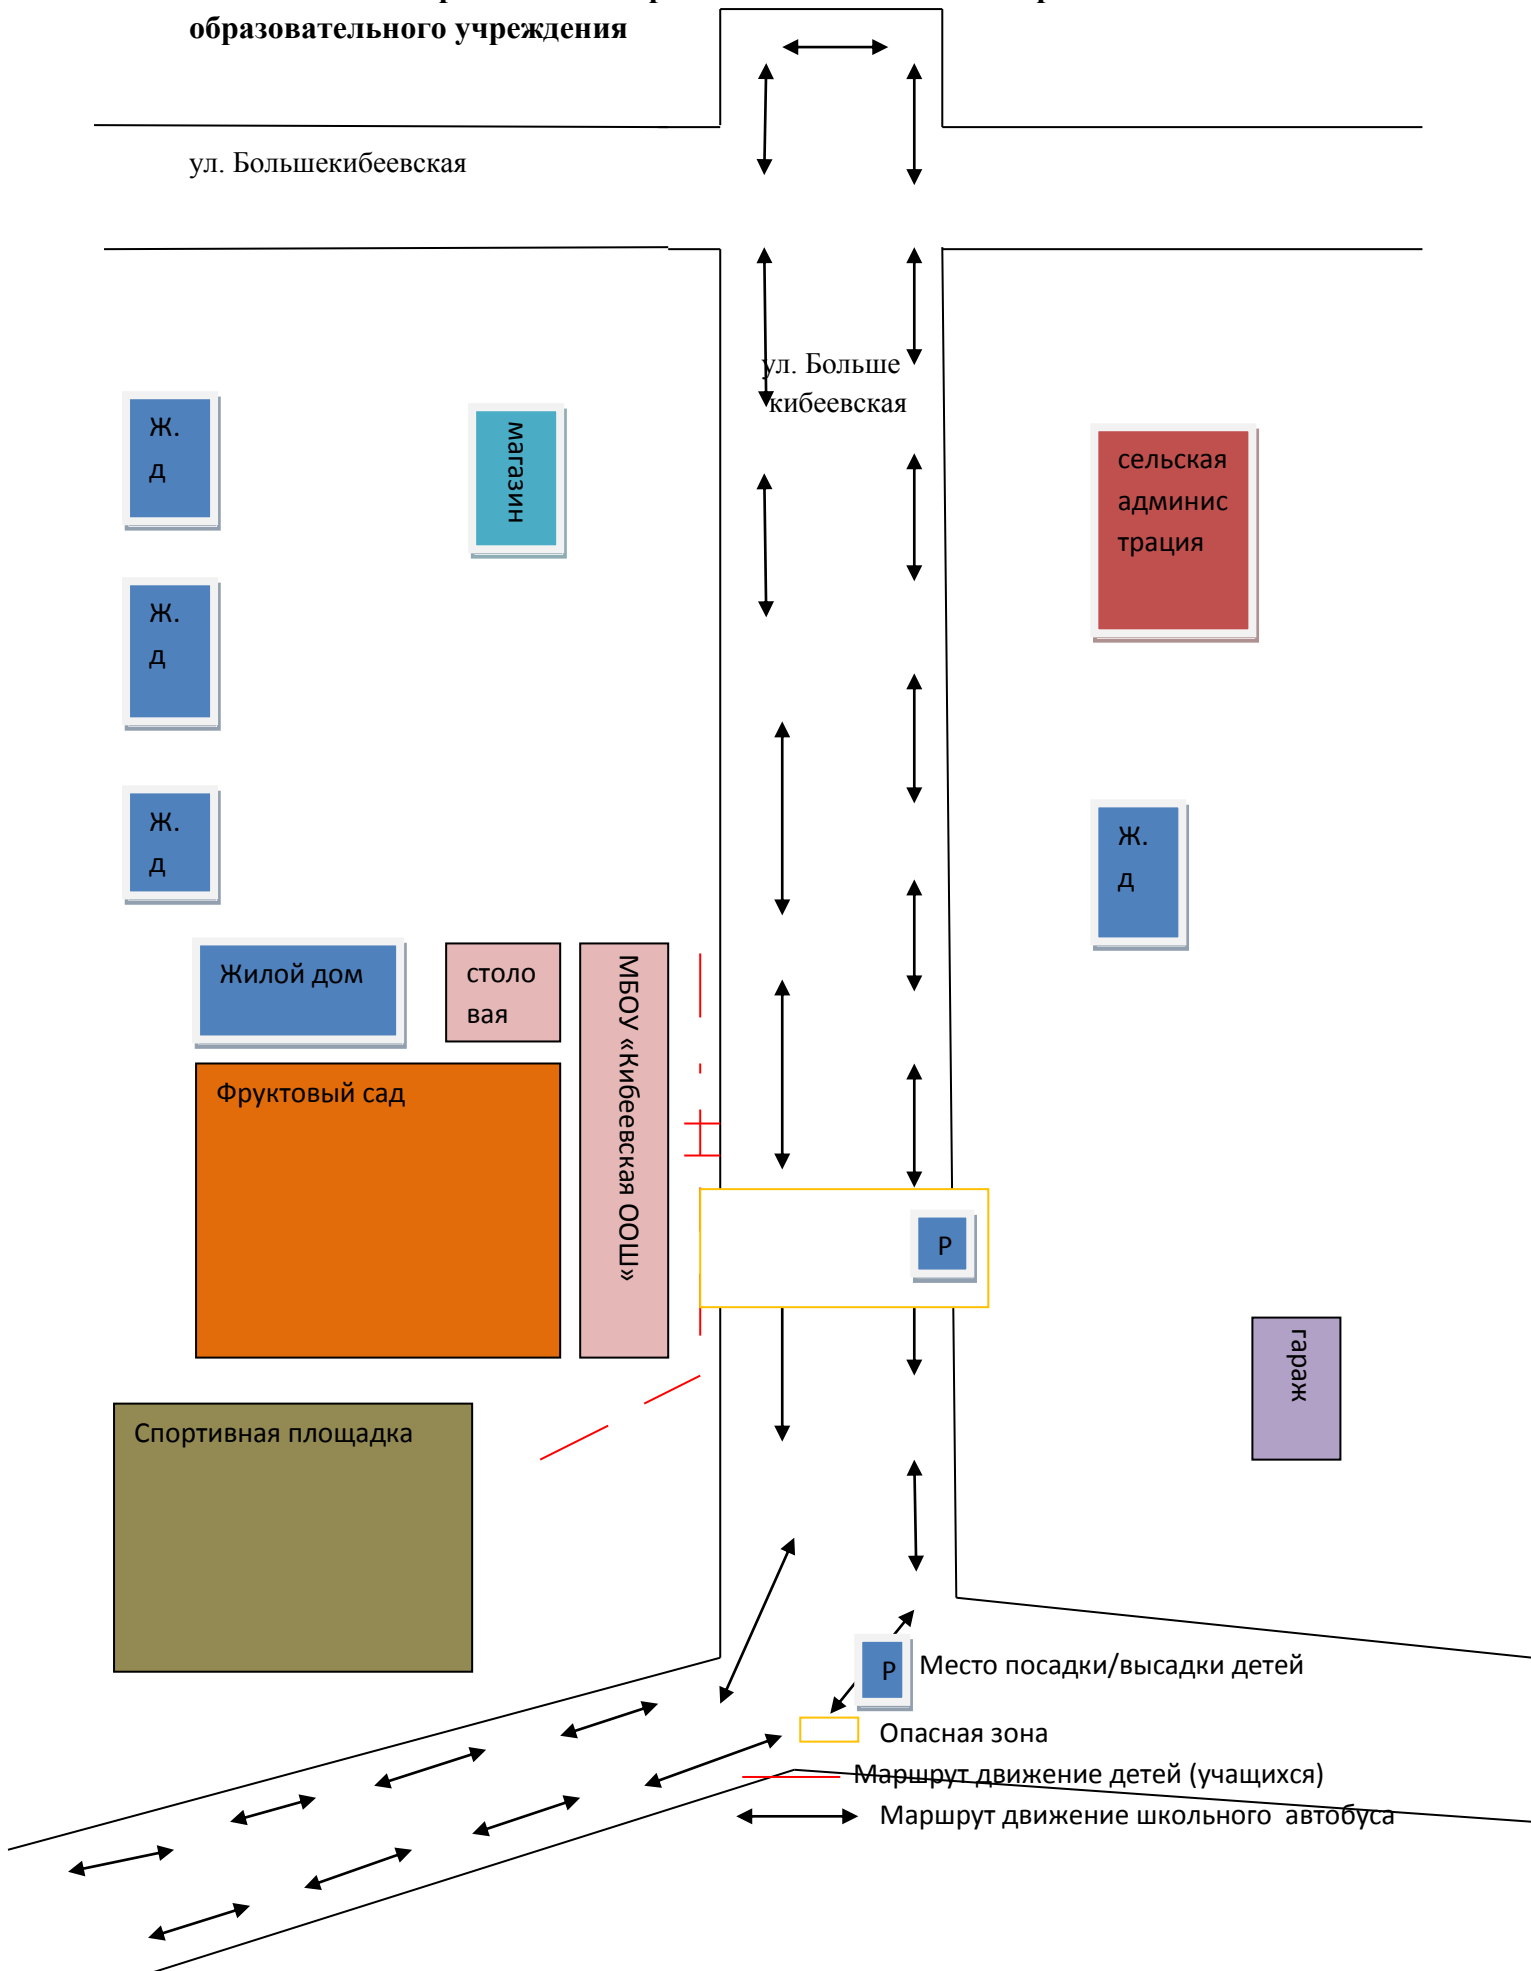 образовательного учреждения
ул. Большекибеевская
ул. Больше
кибеевская
Ж.
д
магазин
сельская
админис
трация
Ж.
д
Ж.
д
Ж.
д
Жилой дом
столо
вая
МБОУ «Кибеевская ООШ»
Фруктовый сад
Р
гараж
Спортивная площадка
Р
Место посадки/высадки детей
Опасная зона
Маршрут движение детей (учащихся)
Маршрут движение школьного автобуса